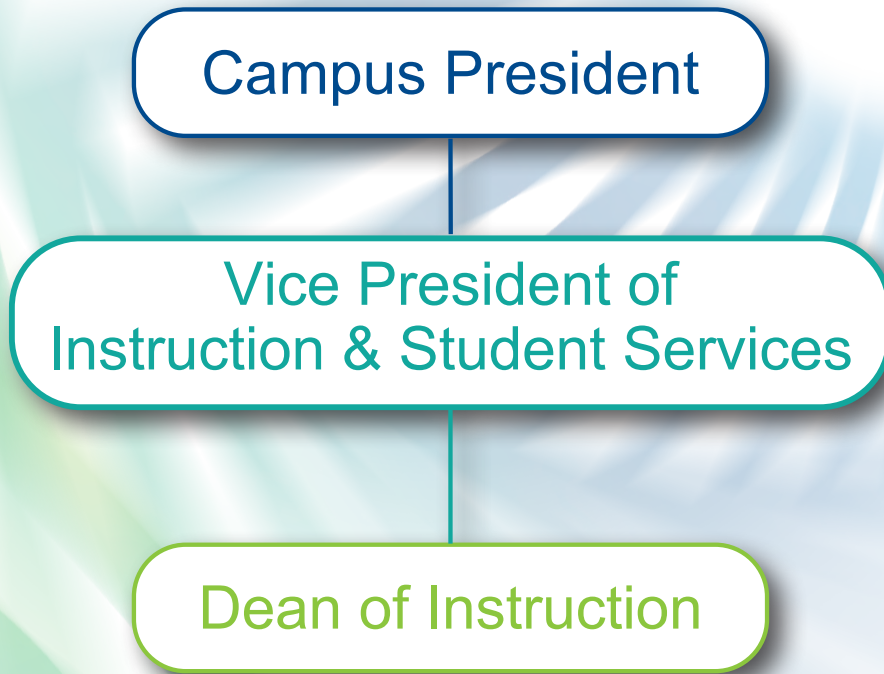 Campus President
Vice President of
Instruction & Student Services
Dean of Instruction